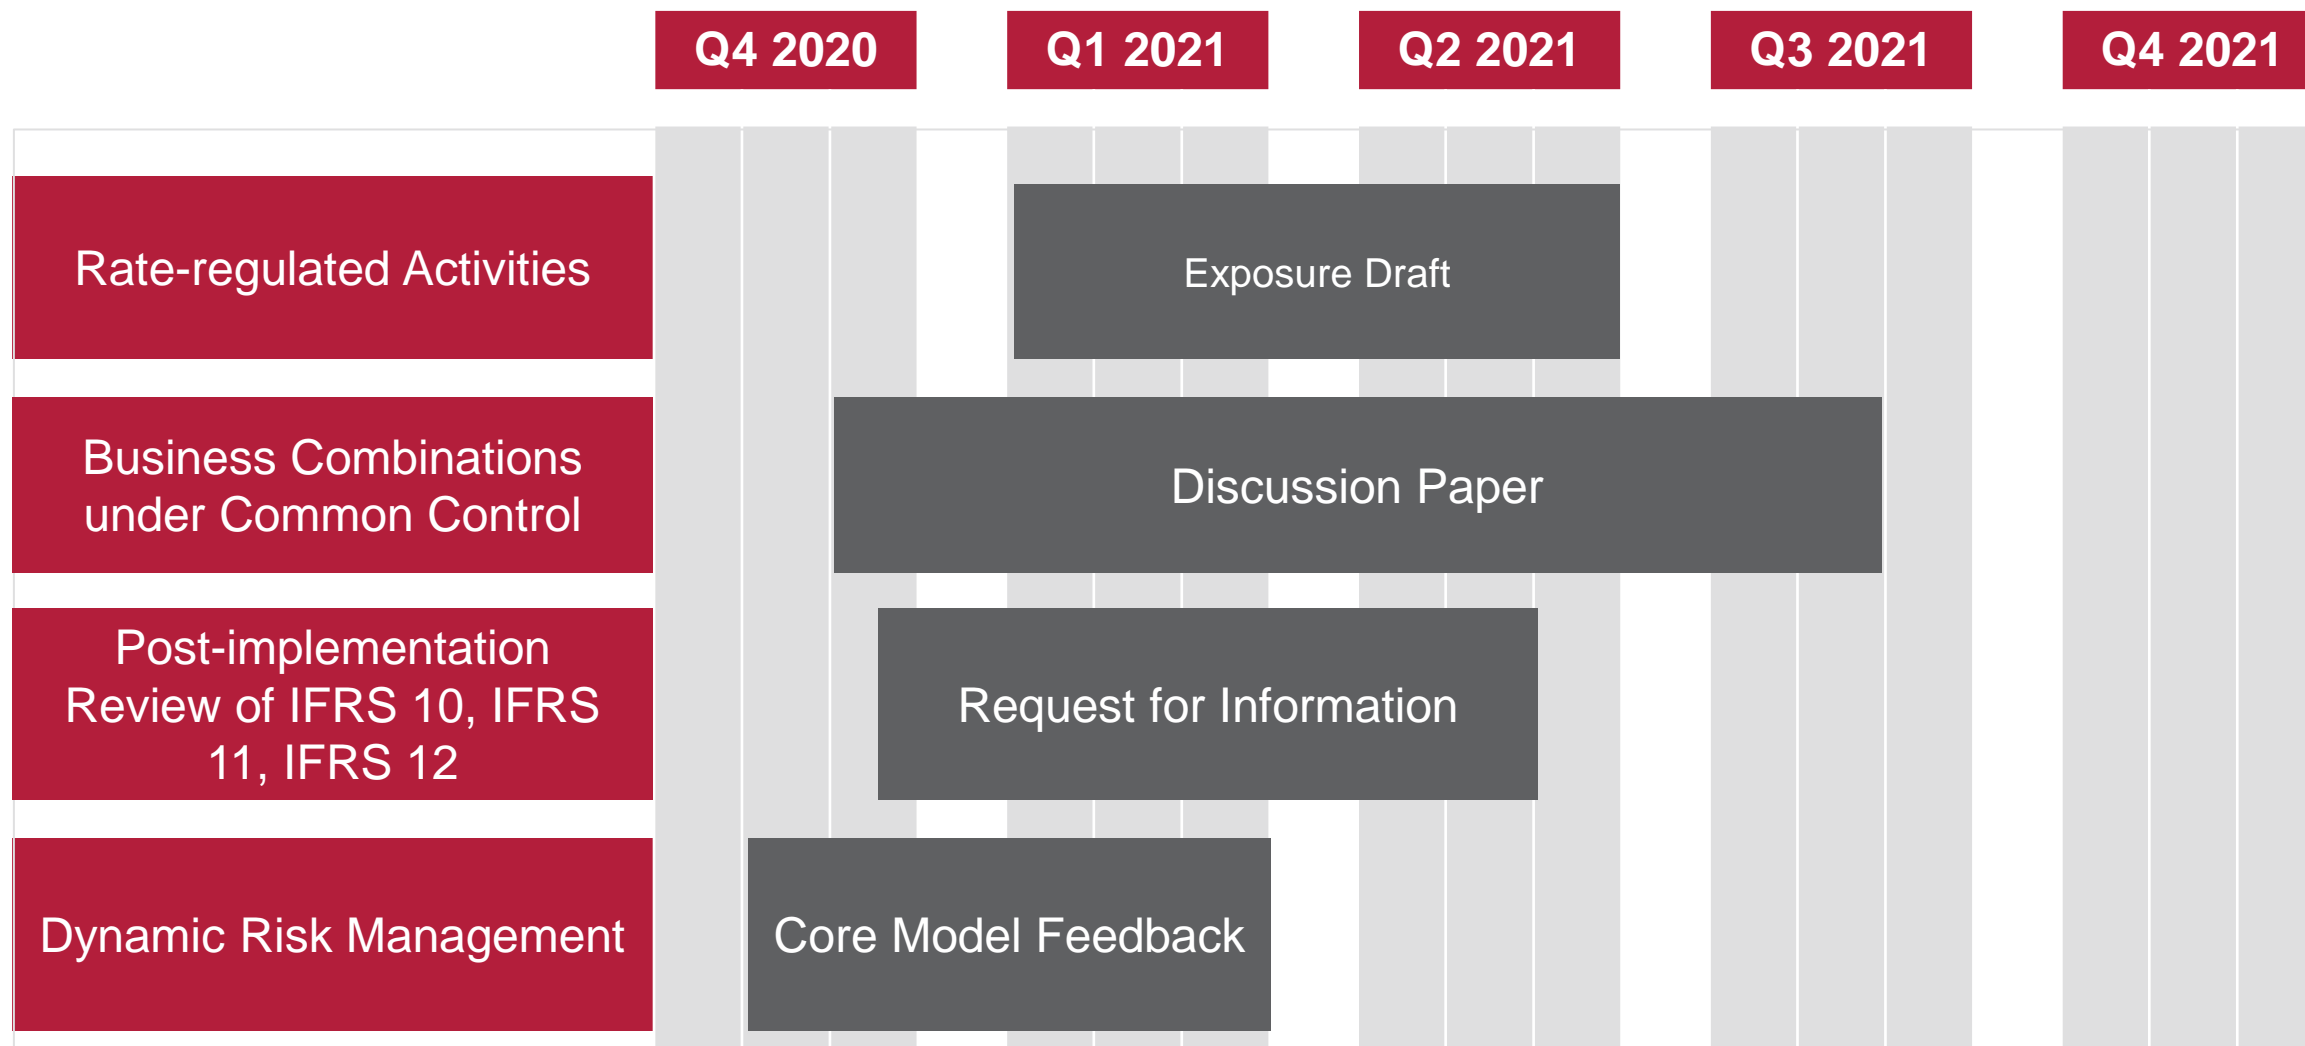 Q4 2020 Q1 2021 Q2 2021 Q3 2021 Q4 2021
Rate-regulated Activities
Exposure Draft
Business Combinations
under Common Control
Discussion Paper
Post-implementation
Review of IFRS 10, IFRS
11, IFRS 12
Request for Information
Dynamic Risk Management
Core Model Feedback